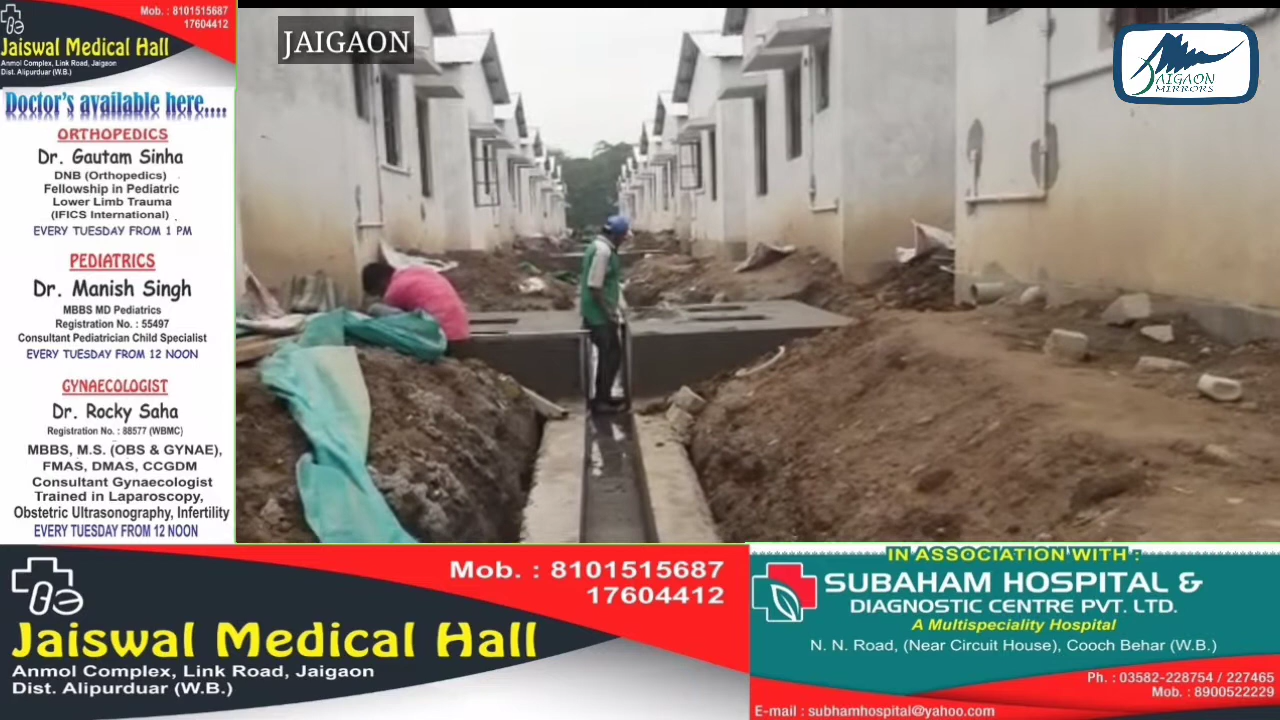 Mob. : 8101515687
17604412
Jaiswal Medical Hall
Anmol Complex, Link Road, Jaigaon
Dist. Alipurduar (W.B.)
Doctor's available here....
ORTHOPEDICS
Dr. Gautam Sinha
DNB (Orthopedics)
Fellowship in Pediatric
Lower Limb Trauma
(IFICS International)
EVERY TUESDAY FROM 1 PM
PEDIATRICS
Dr. Manish Singh
MBBS MD Pediatrics
Registration No. : 55497
Consultant Pediatrician Child Specialist
EVERY TUESDAY FROM 12 NOON
GYNAECOLOGIST
Dr. Rocky Saha
Registration No. : 88577 (WBMC)
MBBS, M.S. (OBS & GYNAE),
FMAS, DMAS, CCGDM
Consultant Gynaecologist
Trained in Laparoscopy,
Obstetric Ultrasonography, Infertility
EVERY TUESDAY FROM 12 NOON
JAIGAON
JAIGAON
MIRRORS
Mob. : 8101515687
17604412
Jaiswal Medical Hall
Anmol Complex, Link Road, Jaigaon
Dist. Alipurduar (W.B.)
IN ASSOCIATION WITH :
SUBAHAM HOSPITAL &
DIAGNOSTIC CENTRE PVT. LTD.
A Multispeciality Hospital
N. N. Road, (Near Circuit House), Cooch Behar (W.B.)
Ph. : 03582-228754 / 227465
Mob. : 8900522229
E-mail : subhamhospital@yahoo.com